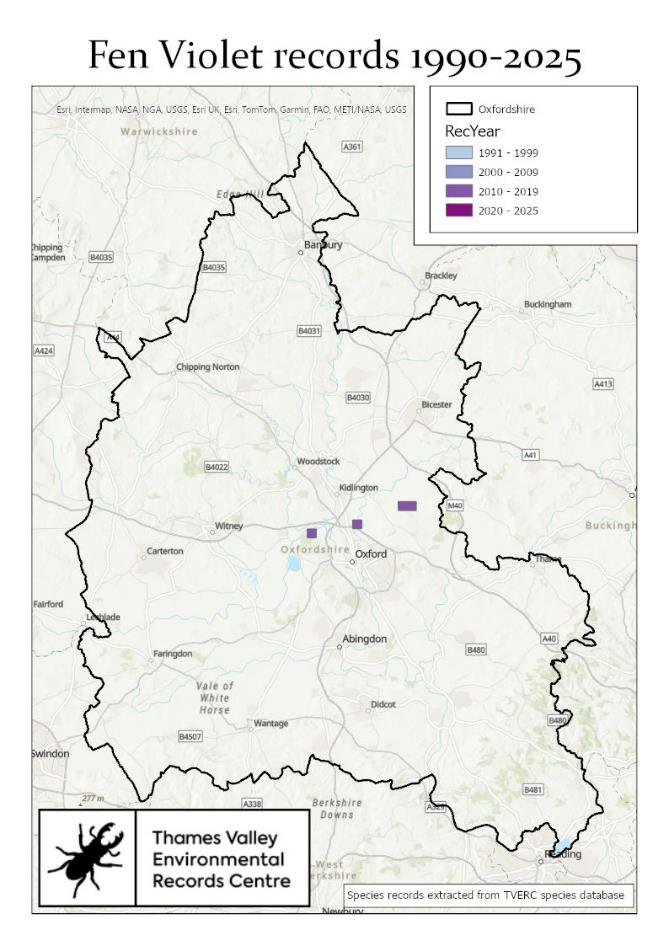 Fen Violet records 1990-2025
Esri, Intermap, NASA, NGA, USGS, Esri UK, Esri, TomTom, Garmin, FAO, METI/NASA, USGS
Oxfordshire
RecYear
1991 - 1999
2000 - 2009
2010 - 2019
2020 - 2025
Warwickshire
A361
Edge Hill
Banbury
Chipping
Campden
B4035
B4035
Brackley
Buckingham
A44
B4031
A424
Chipping Norton
A413
B4030
Bicester
A41
Woodstock
B4022
Kidlington
M40
Witney
Buckingh
Oxfordshire
Carterton
Oxford
Thame
Fairford
Lechlade
Abingdon
A40
B480
Faringdon
Vale of
White
Horse
Didcot
B480
Wantage
B4507
Swindon
277 m
B481
A338
Berkshire
Downs
A329
Reading
West
erkshire
Newbury
Thames Valley
Environmental
Records Centre
Species records extracted from TVERC species database